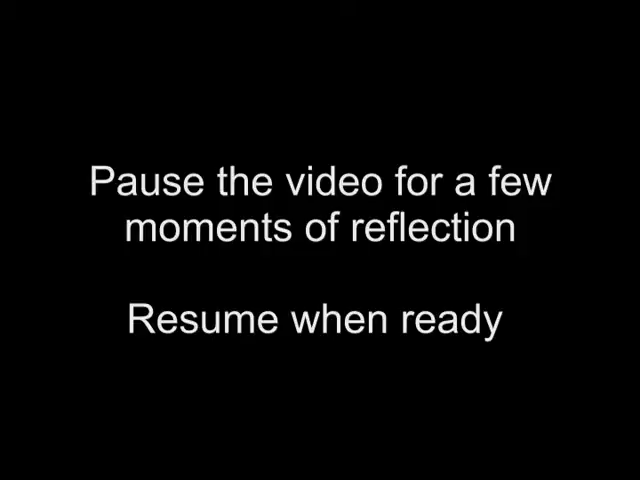 Pause the video for a few
moments of reflection
Resume when ready